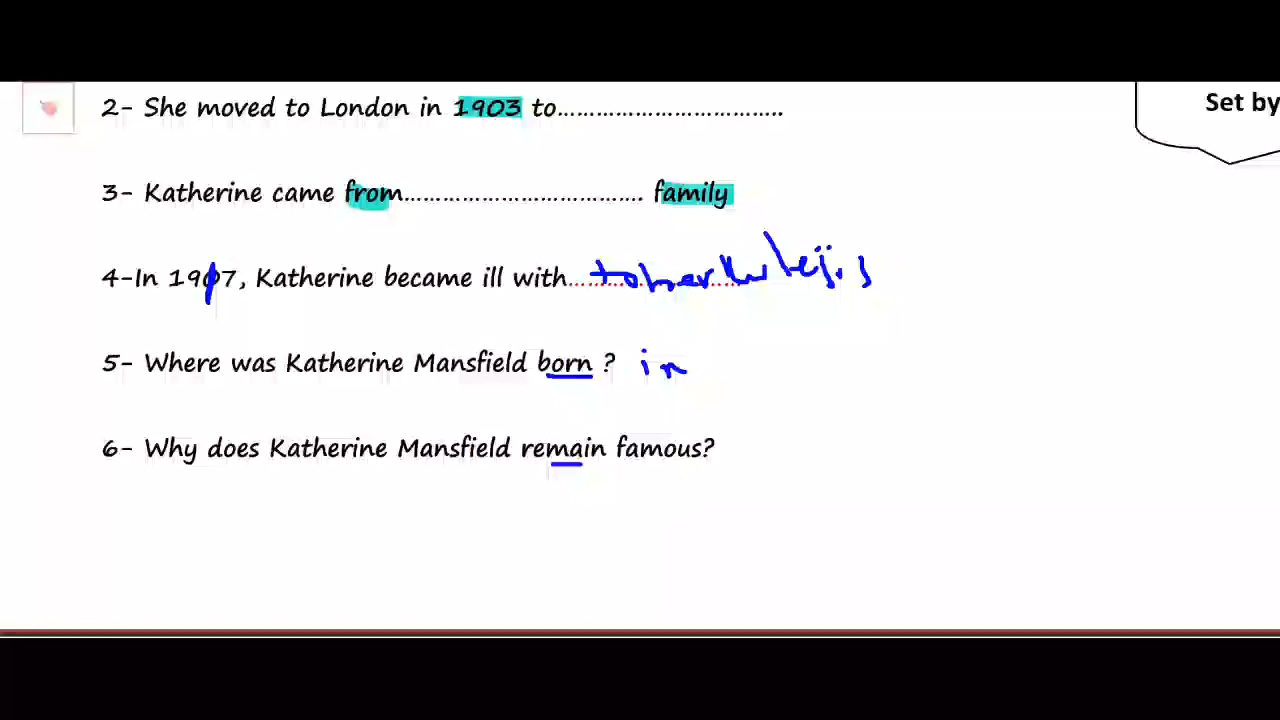 2- She moved to London in 1903 to................................
Set by
3- Katherine came from.................................... family
4-In 1917, Katherine became ill with.........................
5- Where was Katherine Mansfield born ? in
6- Why does Katherine Mansfield remain famous?